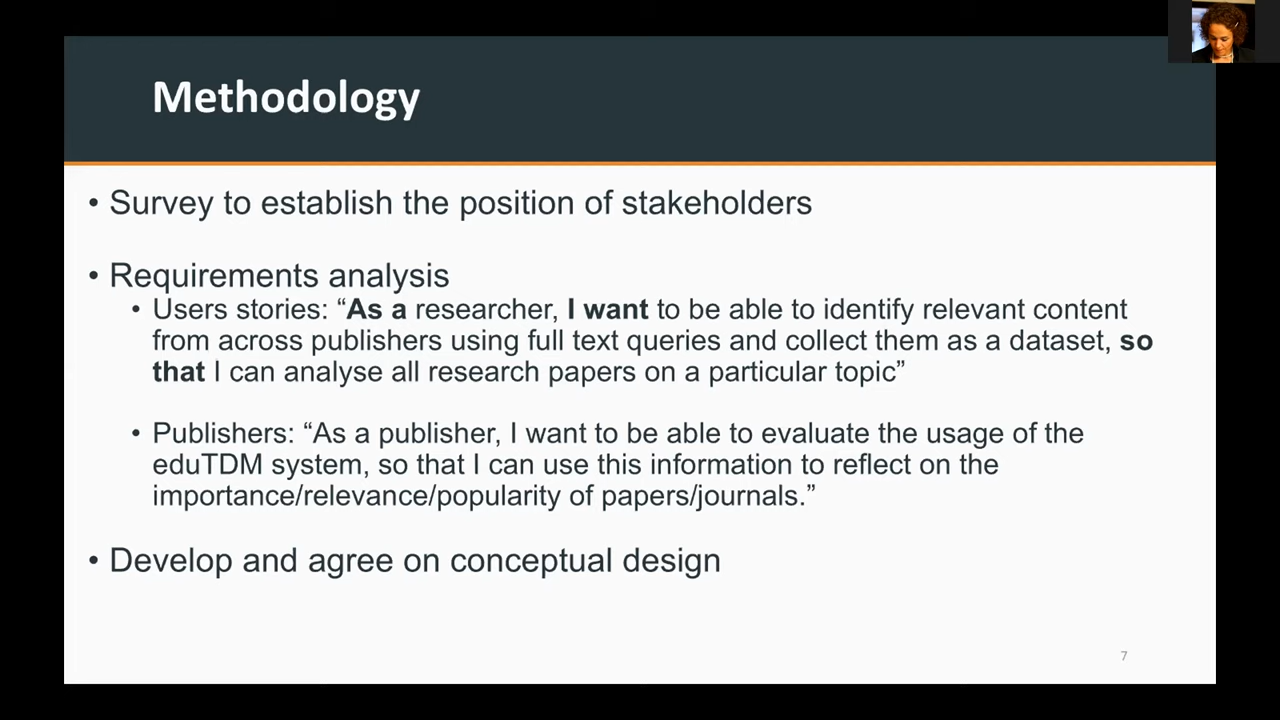 Methodology
• Survey to establish the position of stakeholders
• Requirements analysis
• Users stories: “As a researcher, I want to be able to identify relevant content
from across publishers using full text queries and collect them as a dataset, so
that I can analyse all research papers on a particular topic”
• Publishers: “As a publisher, I want to be able to evaluate the usage of the
eduTDM system, so that I can use this information to reflect on the
importance/relevance/popularity of papers/journals.”
• Develop and agree on conceptual design
7